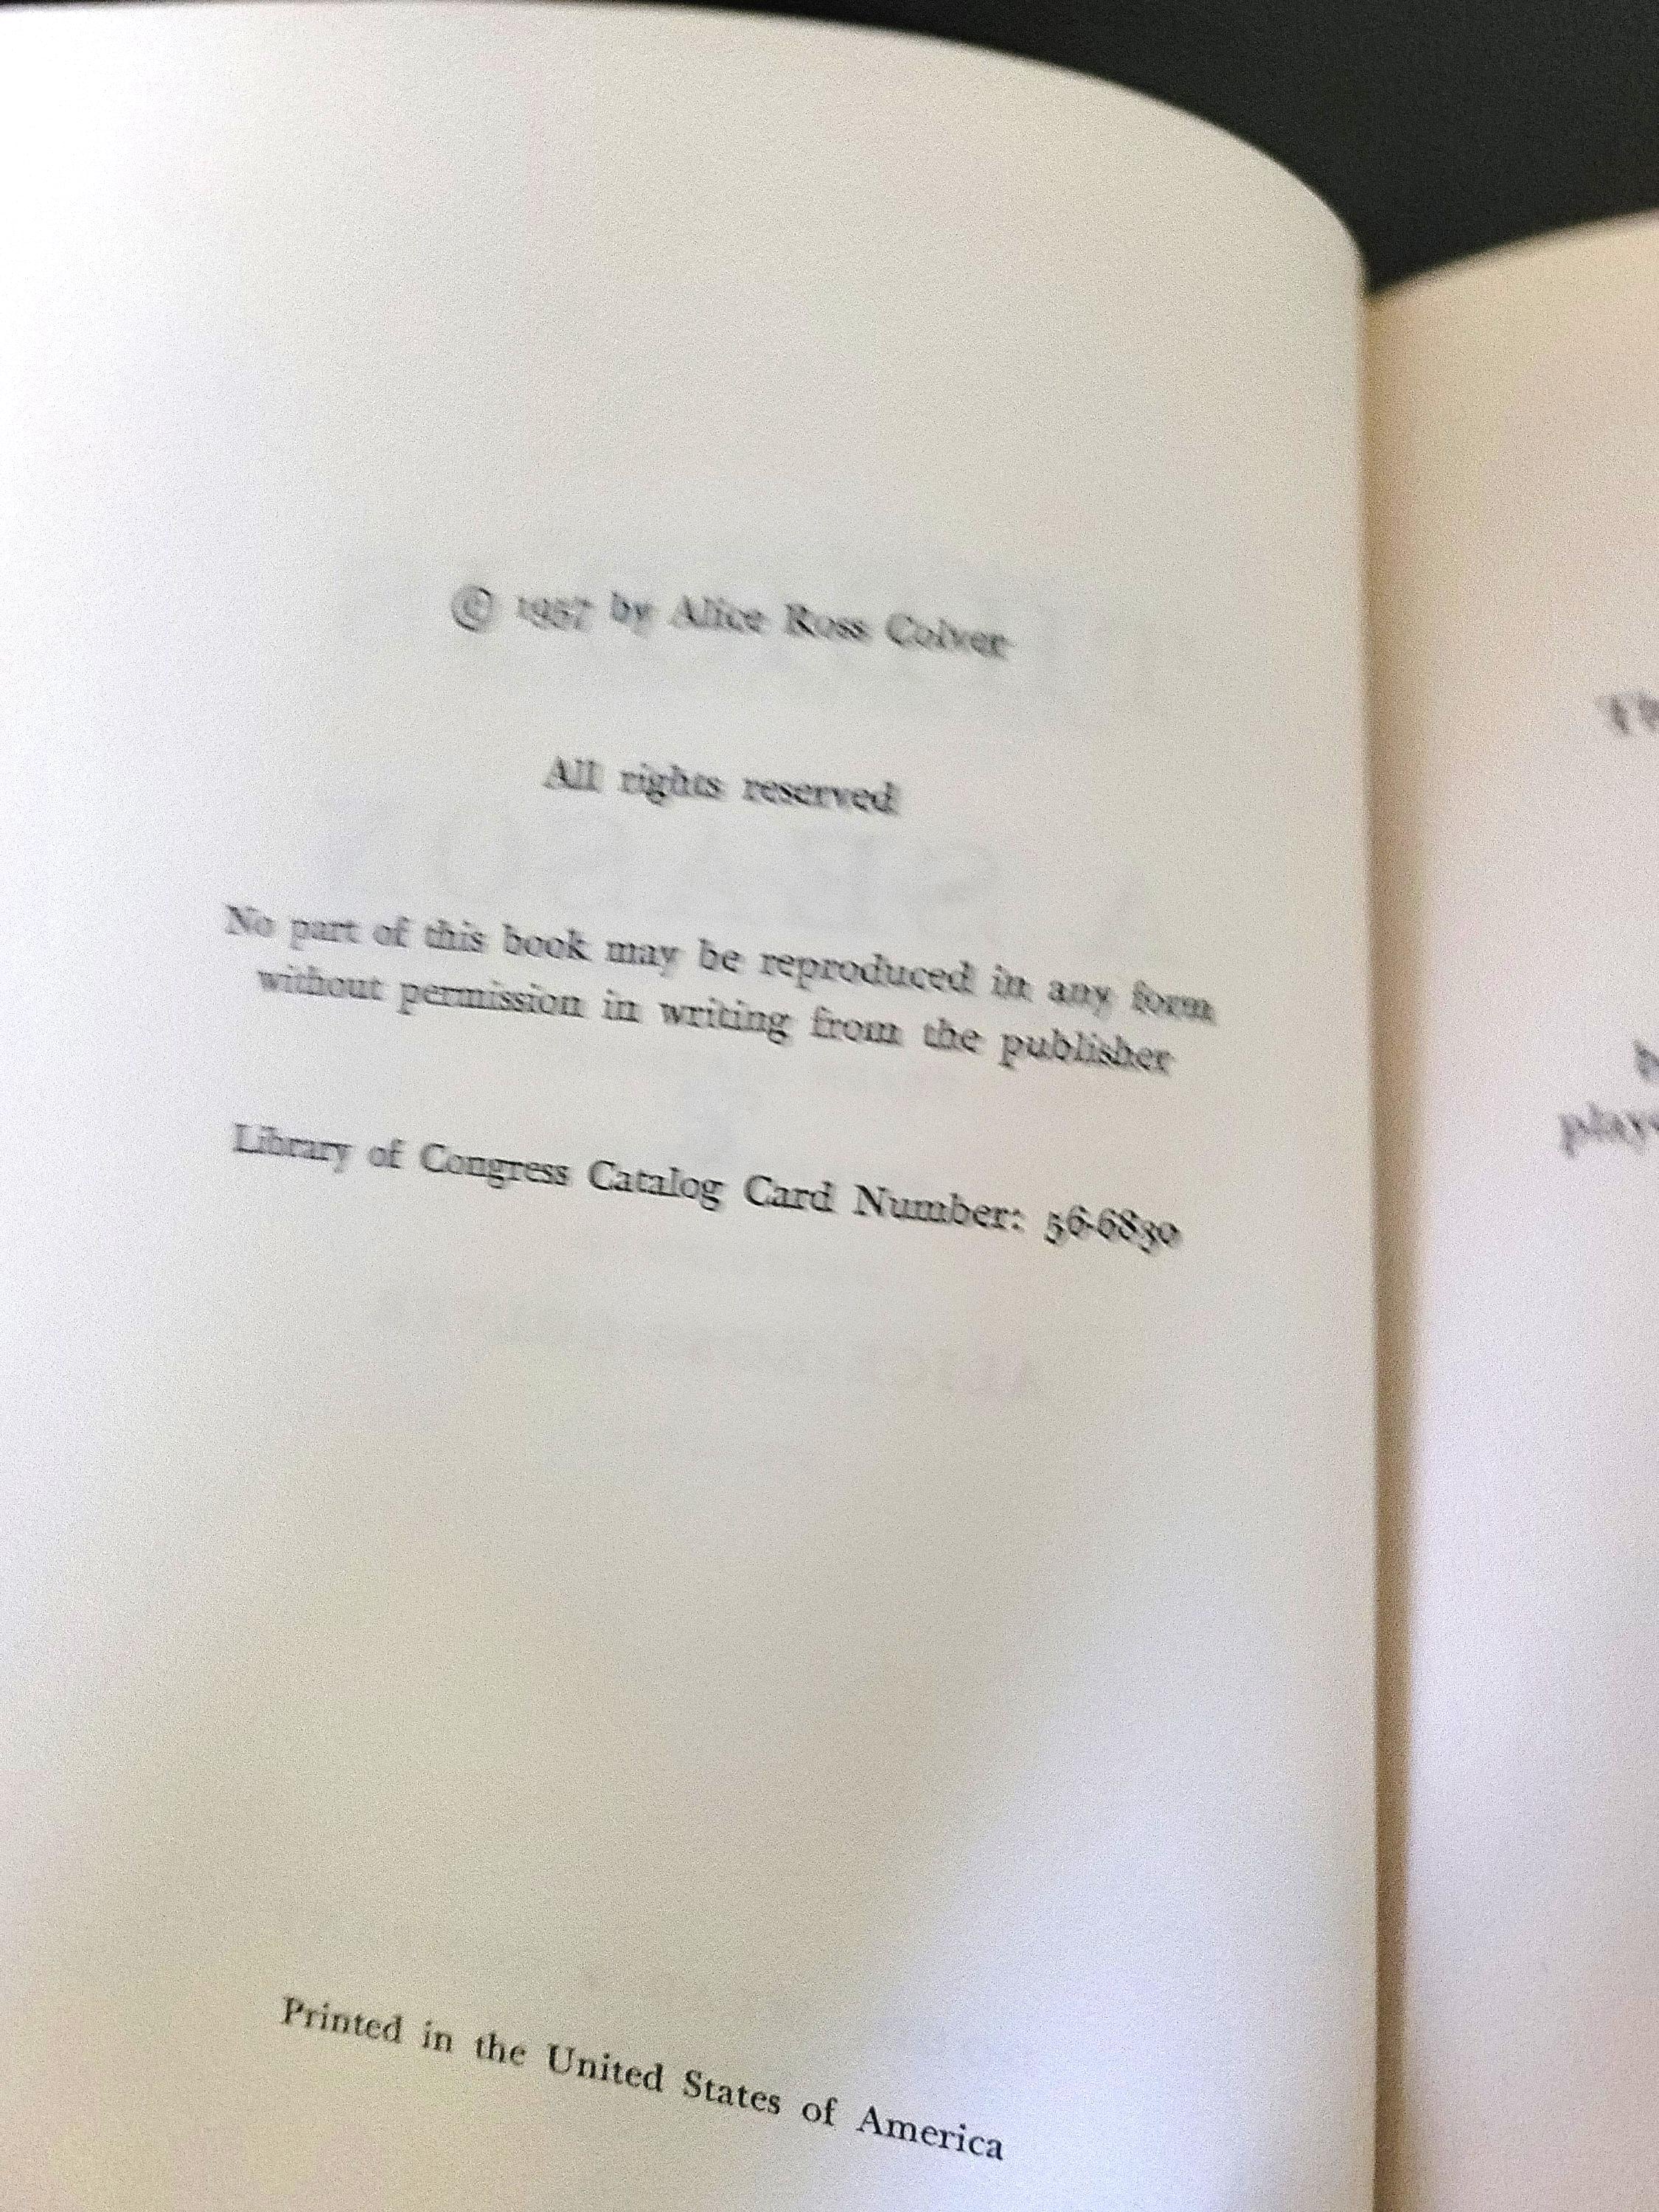 © 1957 by Alice Ross Colver
All rights reserved
No part of this book may be reproduced in any form
without permission in writing from the publisher
Library of Congress Catalog Card Number: 56-6830
Printed in the United States of America